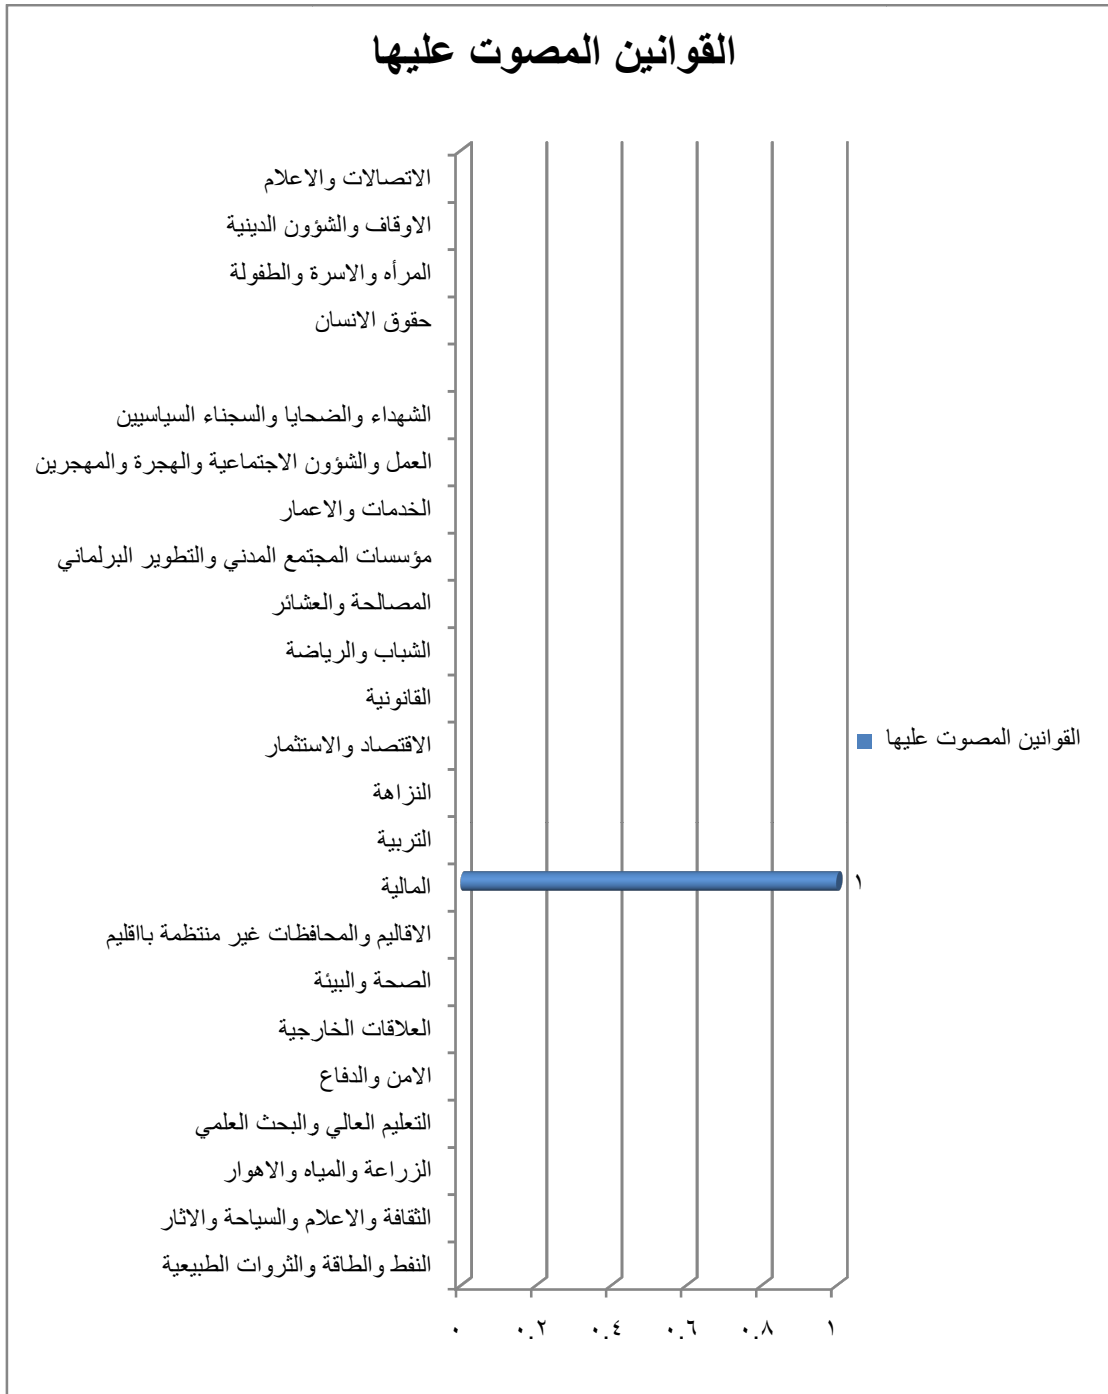 القوانين المصوت عليها
الاتصالات والاعلام
الاوقاف والشؤون الدينية
المرأه والاسرة والطفولة
حقوق الانسان
الشهداء والضحايا والسجناء السياسيين
العمل والشؤون الاجتماعية والهجرة والمهجرين
الخدمات والاعمار
مؤسسات المجتمع المدني والتطوير البرلماني
المصالحة والعشائر
الشباب والرياضة
القانونية
الاقتصاد والاستثمار
القوانين المصوت عليها
النزاهة
التربية
المالية
١
الاقاليم والمحافظات غير منتظمة بااقليم
الصحة والبيئة
العلاقات الخارجية
الامن والدفاع
التعليم العالي والبحث العلمي
الزراعة والمياه والاهوار
الثقافة والاعلام والسياحة والاثار
النفط والطاقة والثروات الطبيعية
٠ ٠.٢ ٠.٤ ٠.٦ ٠.٨ ١